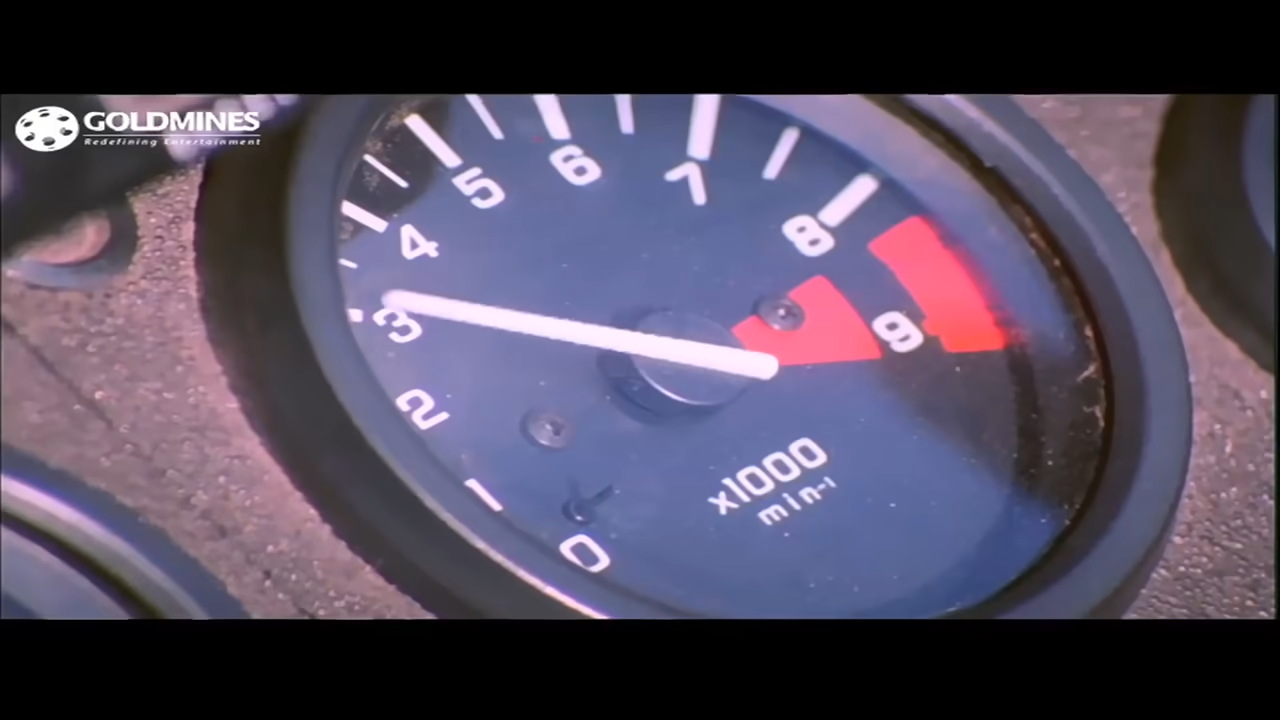 GOLDMINES
Redefining Entertainment
5
6
7
8
9
4
3
2
1
0
x1000
min-1